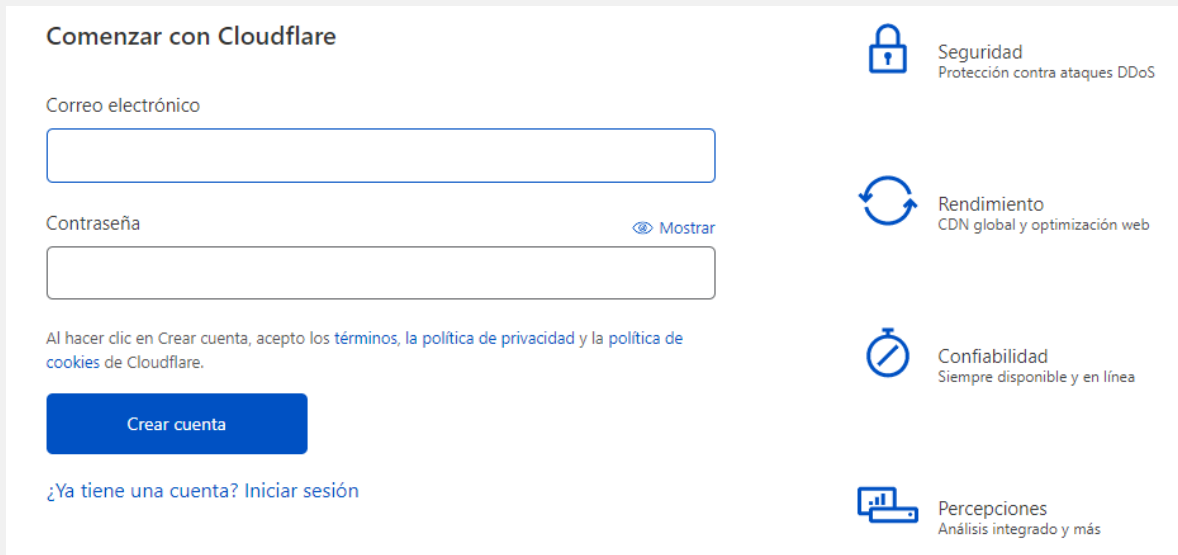 Comenzar con Cloudflare
Correo electrónico
Contraseña
Mostrar
Al hacer clic en Crear cuenta, acepto los términos, la política de privacidad y la política de
cookies de Cloudflare.
Crear cuenta
¿Ya tiene una cuenta? Iniciar sesión
Seguridad
Protección contra ataques DDoS
Rendimiento
CDN global y optimización web
Confiabilidad
Siempre disponible y en línea
Percepciones
Análisis integrado y más